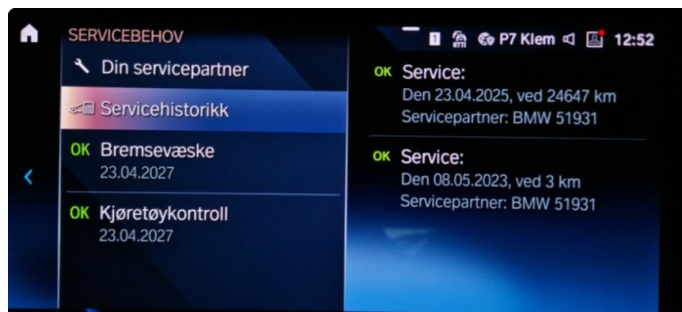 SERVICEBEHOV
1 RTTI P7 Klem 12:52
Din servicepartner
Servicehistorikk
OK Bremsevæske
23.04.2027
OK Kjøretøykontroll
23.04.2027
OK Service:
Den 23.04.2025, ved 24647 km
Servicepartner: BMW 51931
OK Service:
Den 08.05.2023, ved 3 km
Servicepartner: BMW 51931